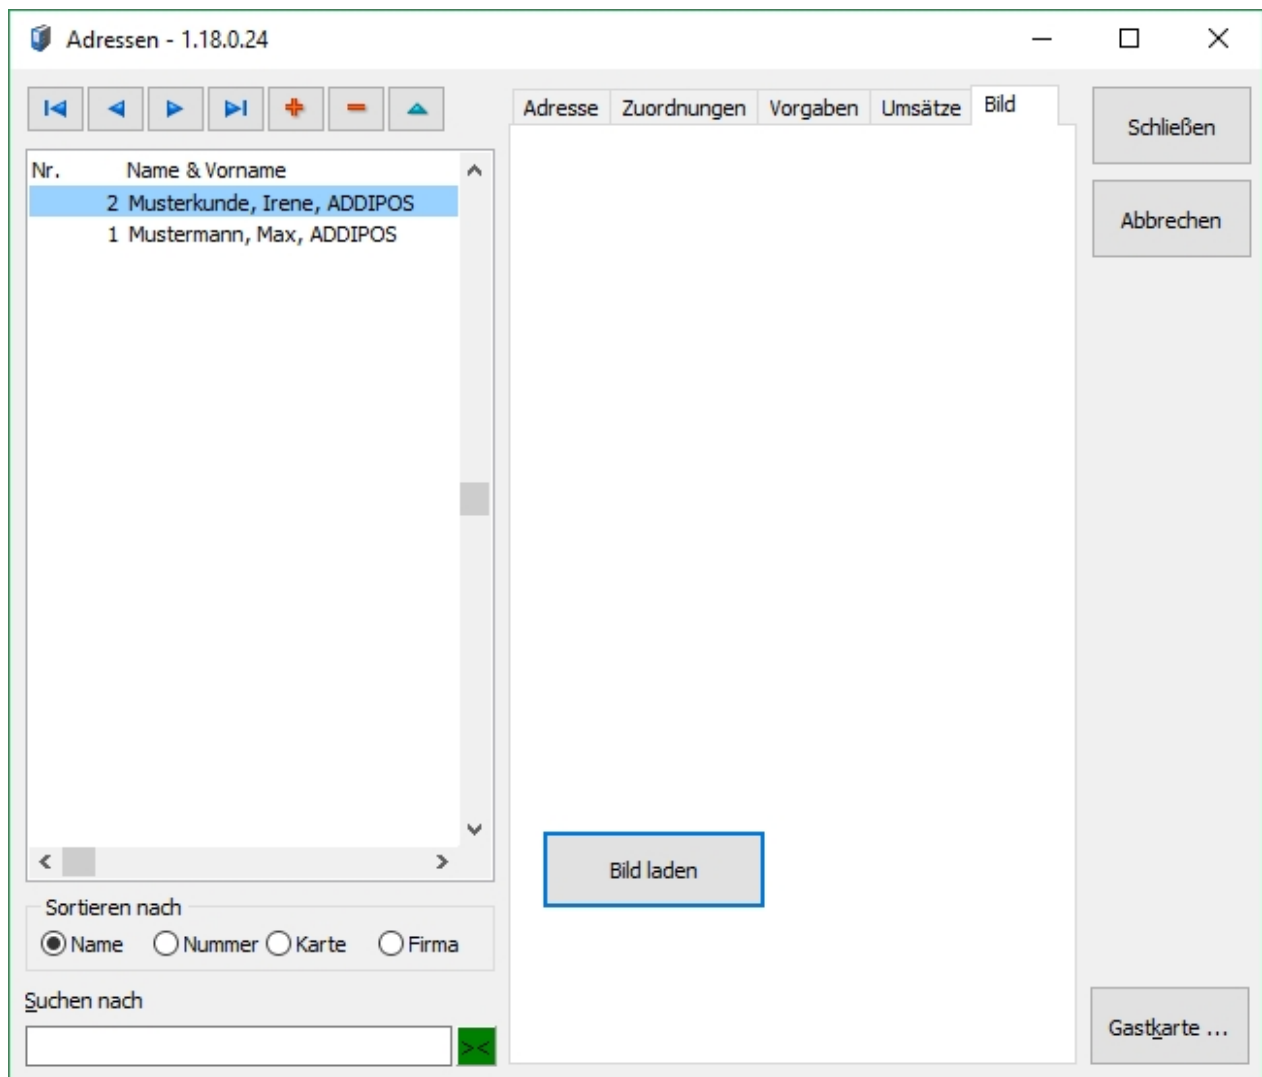 Adressen - 1.18.0.24
Adresse Zuordnungen Vorgaben Umsätze Bild
Schließen
Abbrechen
Nr. Name & Vorname
2 Musterkunde, Irene, ADDIPOS
1 Mustermann, Max, ADDIPOS
Bild laden
Sortieren nach
Name Nummer Karte Firma
Suchen nach
><
Gastkarte ...